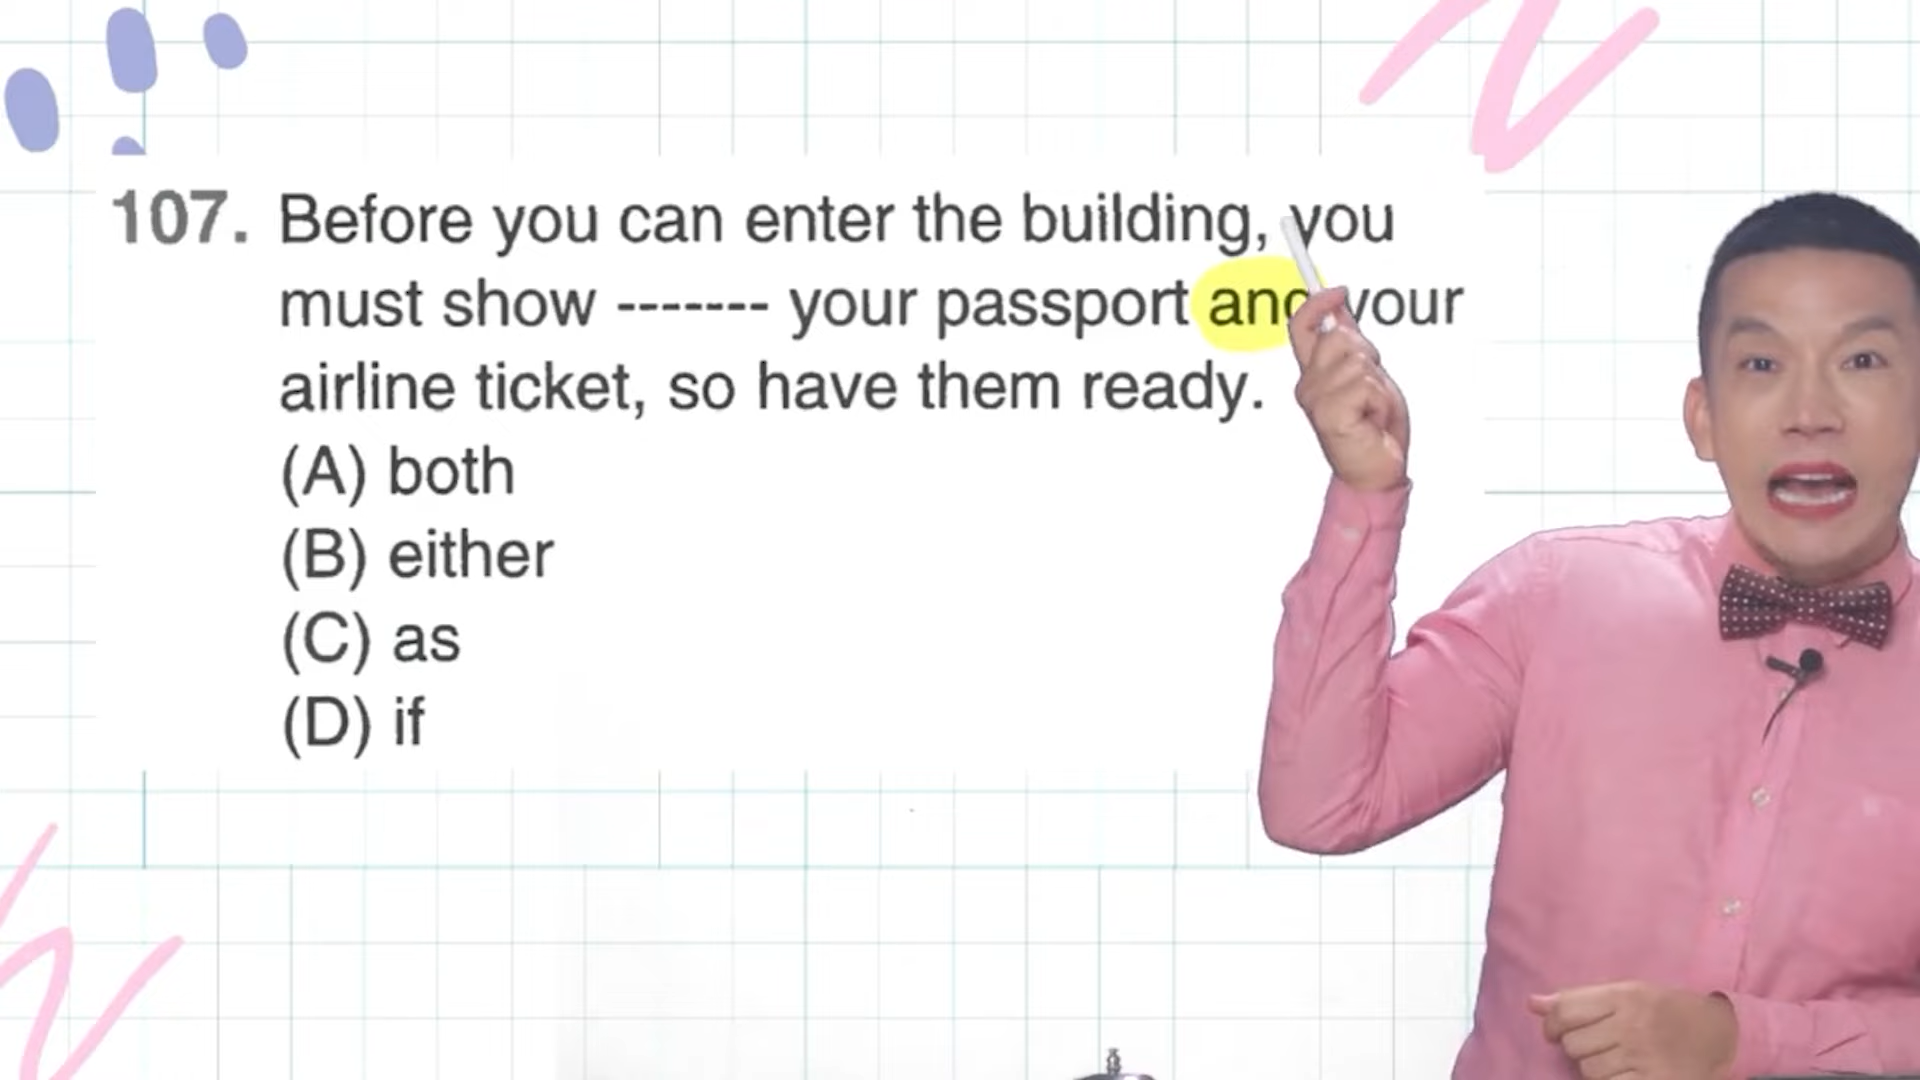 107. Before you can enter the building, you
must show ------- your passport and your
airline ticket, so have them ready.
(A) both
(B) either
(C) as
(D) if